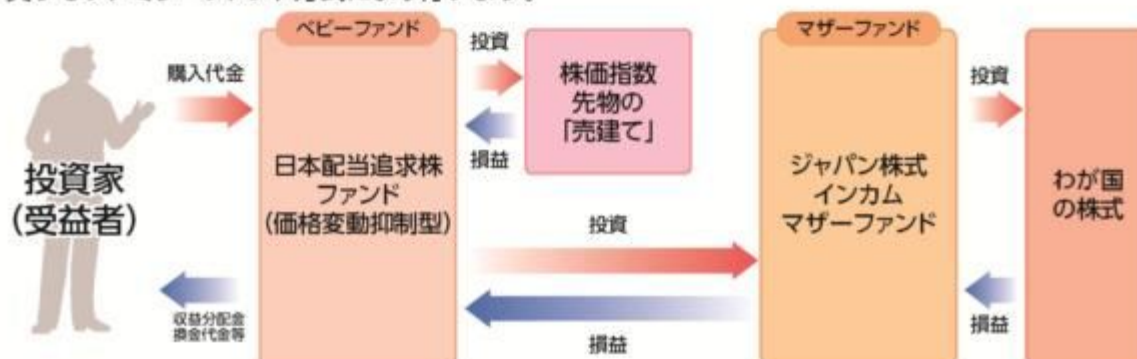 ベビーファンド
マザーファンド
購入代金
投資
株価指数
先物の
「売建て」
損益
投資
投資家
(受益者)
日本配当追求株
ファンド
(価格変動抑制型)
ジャパン株式
インカム
マザーファンド
わが国
の株式
投資
損益
収益分配金
換金代金等
損益